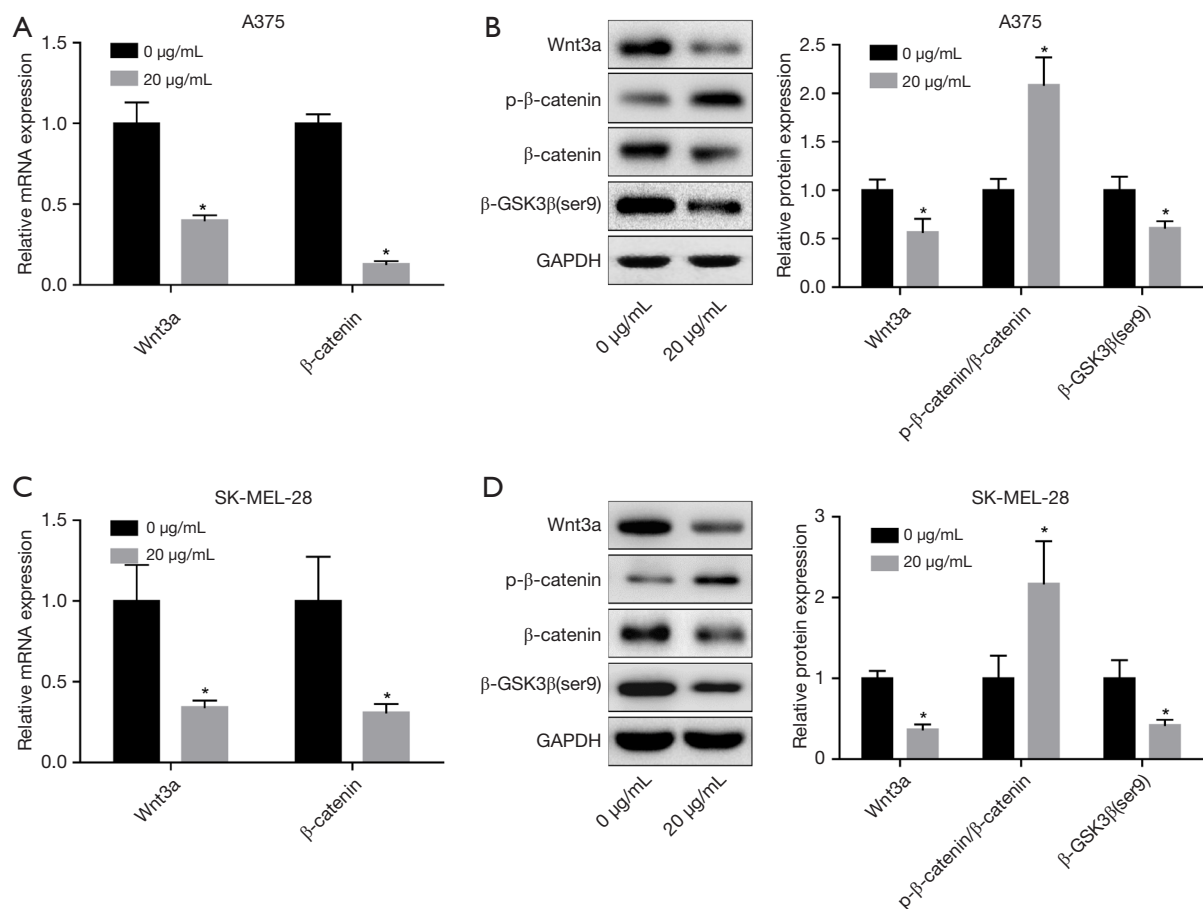 A
A375
Relative mRNA expression
1.5
1.0
0.5
0.0
0 µg/mL
20 µg/mL
*
*
Wnt3a
β-catenin
B
Wnt3a
p-β-catenin
β-catenin
β-GSK3β(ser9)
GAPDH
0 µg/mL
20 µg/mL
A375
Relative protein expression
2.5
2.0
1.5
1.0
0.5
0
0 µg/mL
20 µg/mL
*
*
*
Wnt3a
p-β-catenin/β-catenin
β-GSK3β(ser9)
C
SK-MEL-28
Relative mRNA expression
1.5
1.0
0.5
0.0
0 µg/mL
20 µg/mL
*
*
Wnt3a
β-catenin
D
Wnt3a
p-β-catenin
β-catenin
β-GSK3β(ser9)
GAPDH
0 µg/mL
20 µg/mL
SK-MEL-28
Relative protein expression
3
2
1
0
0 µg/mL
20 µg/mL
*
*
*
Wnt3a
p-β-catenin/β-catenin
β-GSK3β(ser9)